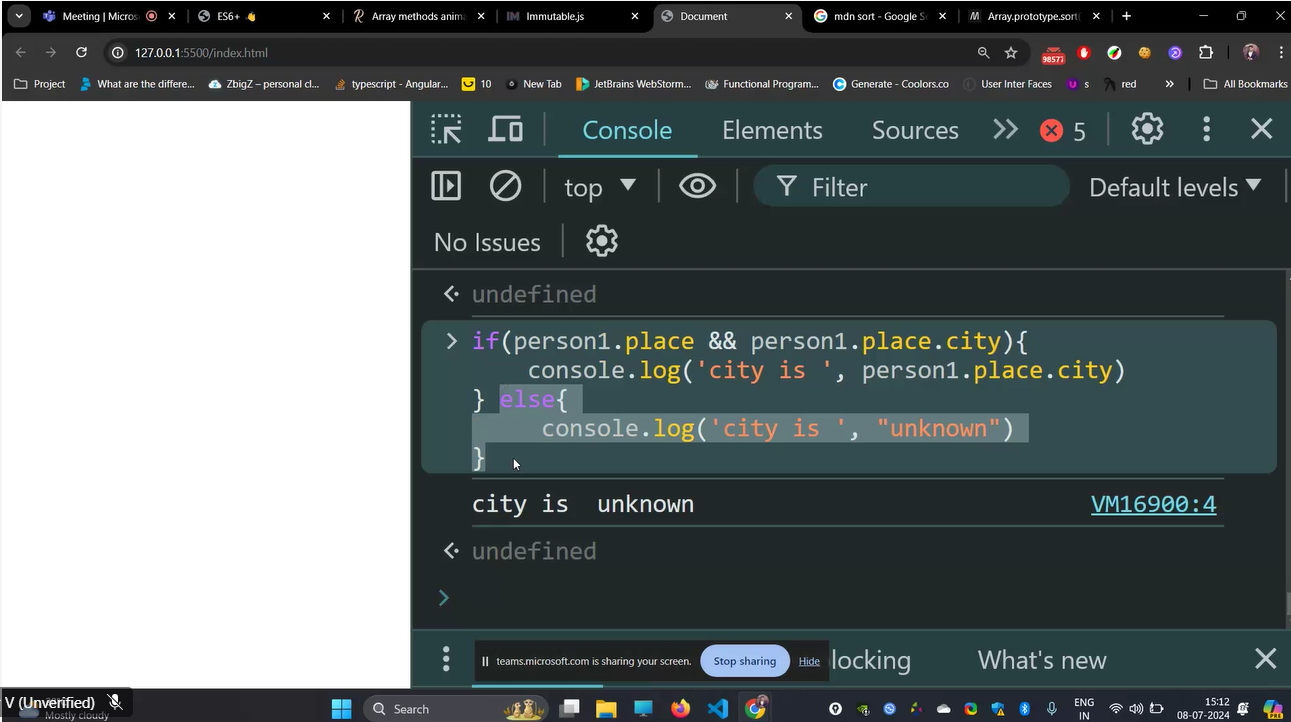 Meeting | Micros
ES6+
Array methods anima
Immutable.js
Document
mdn sort - Google Se
Array.prototype.sort(
127.0.0.1:5500/index.html
98577
Project
What are the differe...
ZbigZ – personal cl...
typescript - Angular...
10
New Tab
JetBrains WebStorm...
Functional Programm...
Generate - Coolors.co
User Inter Faces
s
red
All Bookmarks
Console
Elements
Sources
5
top
Filter
Default levels
No Issues
undefined
if(person1.place && person1.place.city){
console.log('city is ', person1.place.city)
} else{
console.log('city is ', "unknown")
}
city is  unknown
VM16900:4
undefined
teams.microsoft.com is sharing your screen.
Stop sharing
Hide
locking
What's new
V (Unverified)
Mostly cloudy
Search
ENG
IN
15:12
08-07-2024